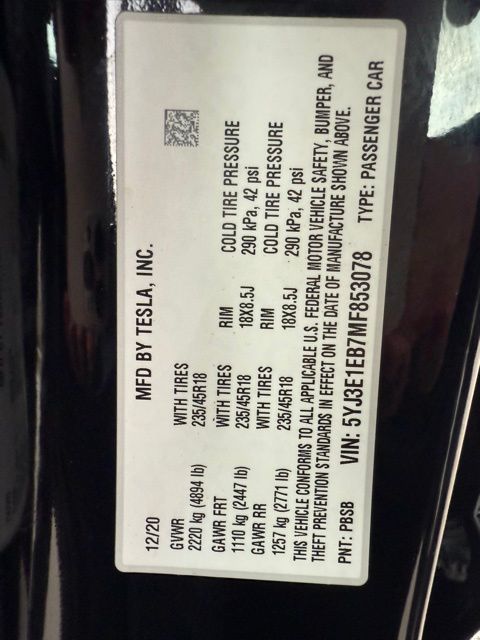 12/20 MFD BY TESLA, INC.
GVWR WITH TIRES
2220 kg (4894 lb) 235/45R18
GAWR FRT WITH TIRES RIM COLD TIRE PRESSURE
1110 kg (2447 lb) 235/45R18 18X8.5J 290 kPa, 42 psi
GAWR RR WITH TIRES RIM COLD TIRE PRESSURE
1257 kg (2771 lb) 235/45R18 18X8.5J 290 kPa, 42 psi
THIS VEHICLE CONFORMS TO ALL APPLICABLE U.S. FEDERAL MOTOR VEHICLE SAFETY, BUMPER, AND
THEFT PREVENTION STANDARDS IN EFFECT ON THE DATE OF MANUFACTURE SHOWN ABOVE.
PNT: PBSB VIN: 5YJ3E1EB7MF853078 TYPE: PASSENGER CAR